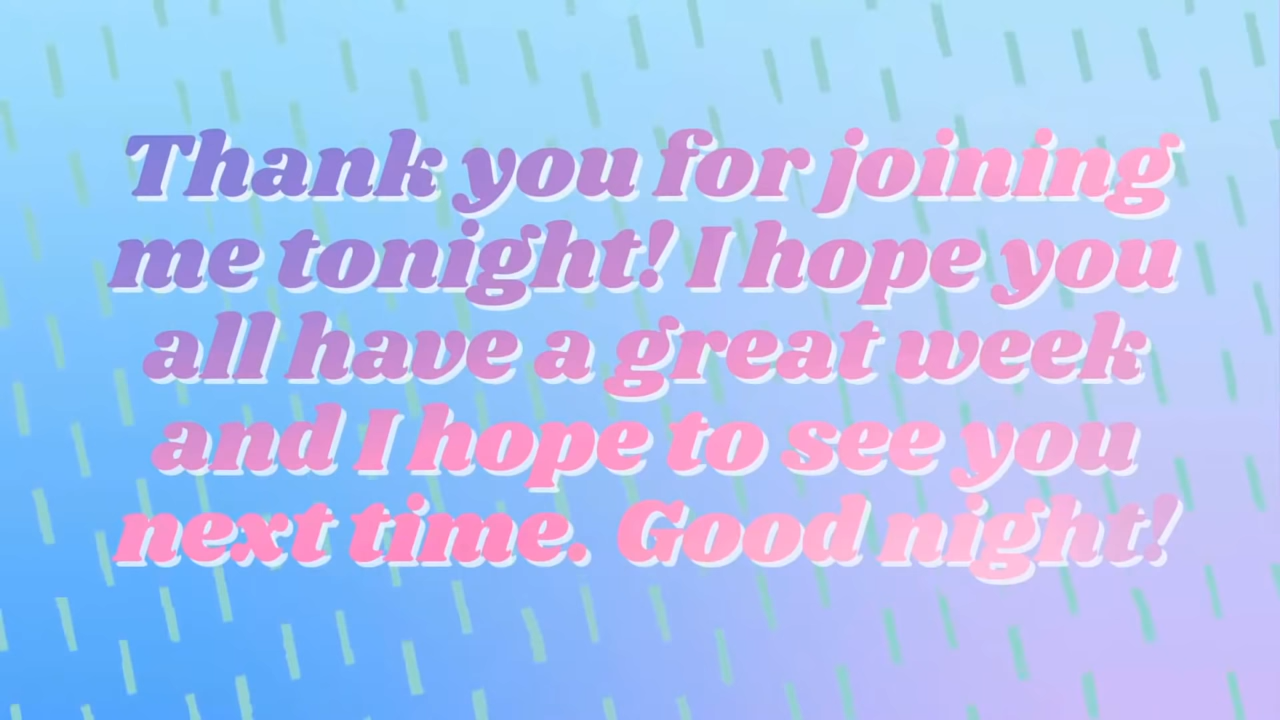 Thank you for joining
me tonight! I hope you
all have a great week
and I hope to see you
next time. Good night!